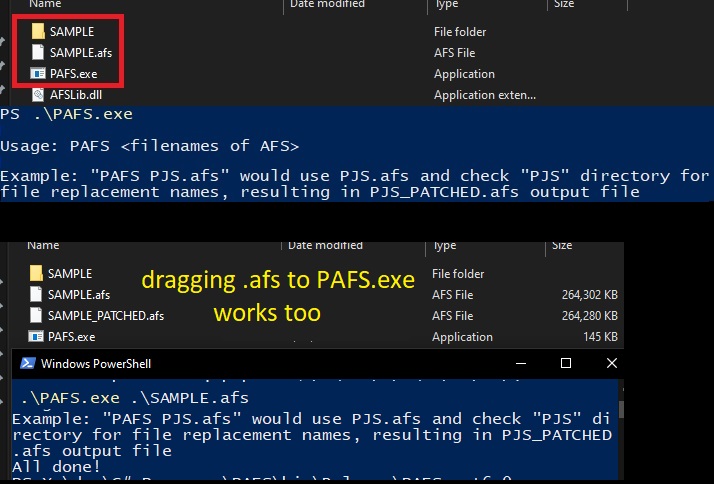 Name Date modified Type Size
SAMPLE File folder
SAMPLE.afs AFS File
PAFS.exe Application
AFSLib.dll Application exten...
PS .\PAFS.exe
Usage: PAFS <filenames of AFS>
Example: "PAFS PJS.afs" would use PJS.afs and check "PJS" directory for
file replacement names, resulting in PJS_PATCHED.afs output file
Name Date modified Type Size
SAMPLE File folder
SAMPLE.afs AFS File 264,302 KB
SAMPLE_PATCHED.afs AFS File 264,280 KB
PAFS.exe Application 145 KB
dragging .afs to PAFS.exe
works too
Windows PowerShell
.\PAFS.exe .\SAMPLE.afs
Example: "PAFS PJS.afs" would use PJS.afs and check "PJS" di
rectory for file replacement names, resulting in PJS_PATCHED
.afs output file
All done!